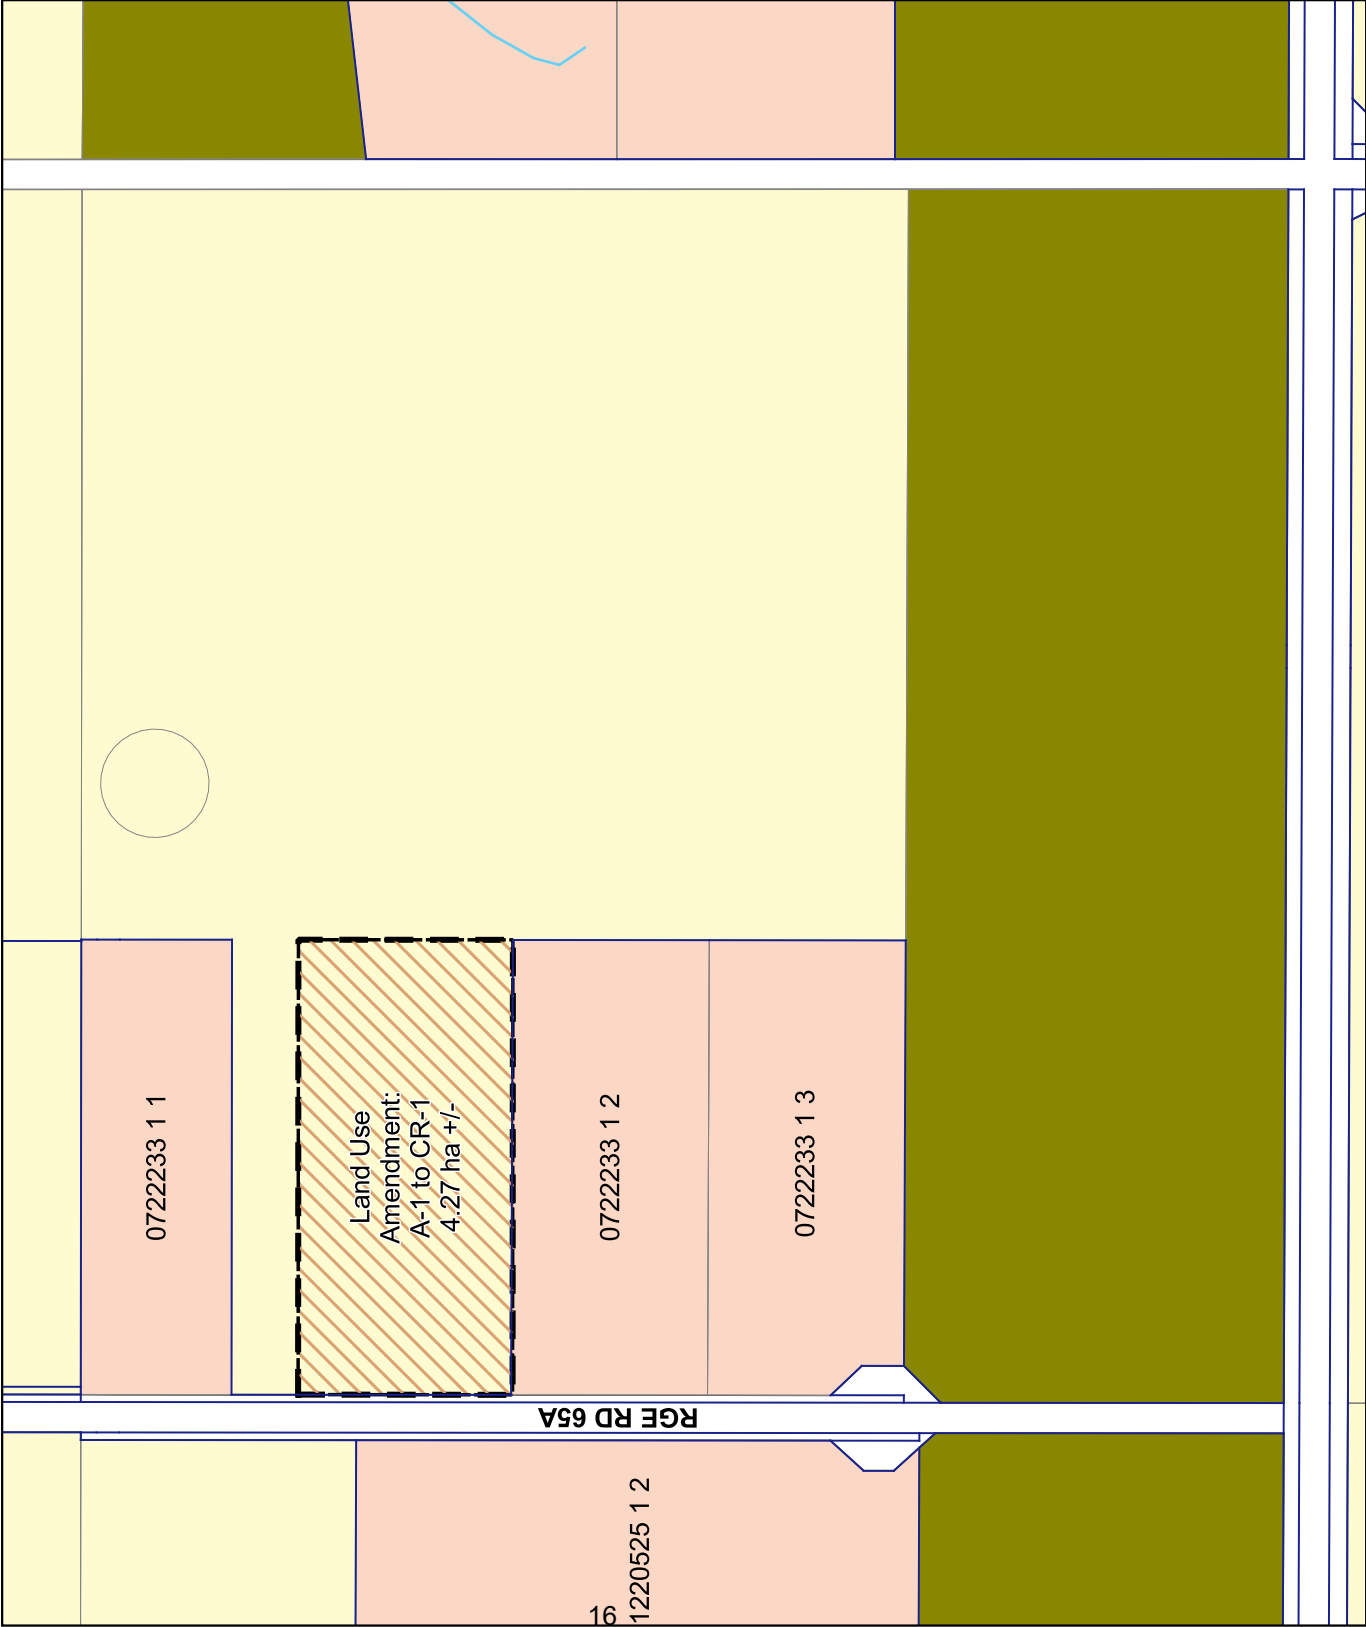 0722233 1 1
Land Use
Amendment:
A-1 to CR-1
4.27 ha +/-
0722233 1 2
0722233 1 3
RGE RD 65A
1220525 1 2
16